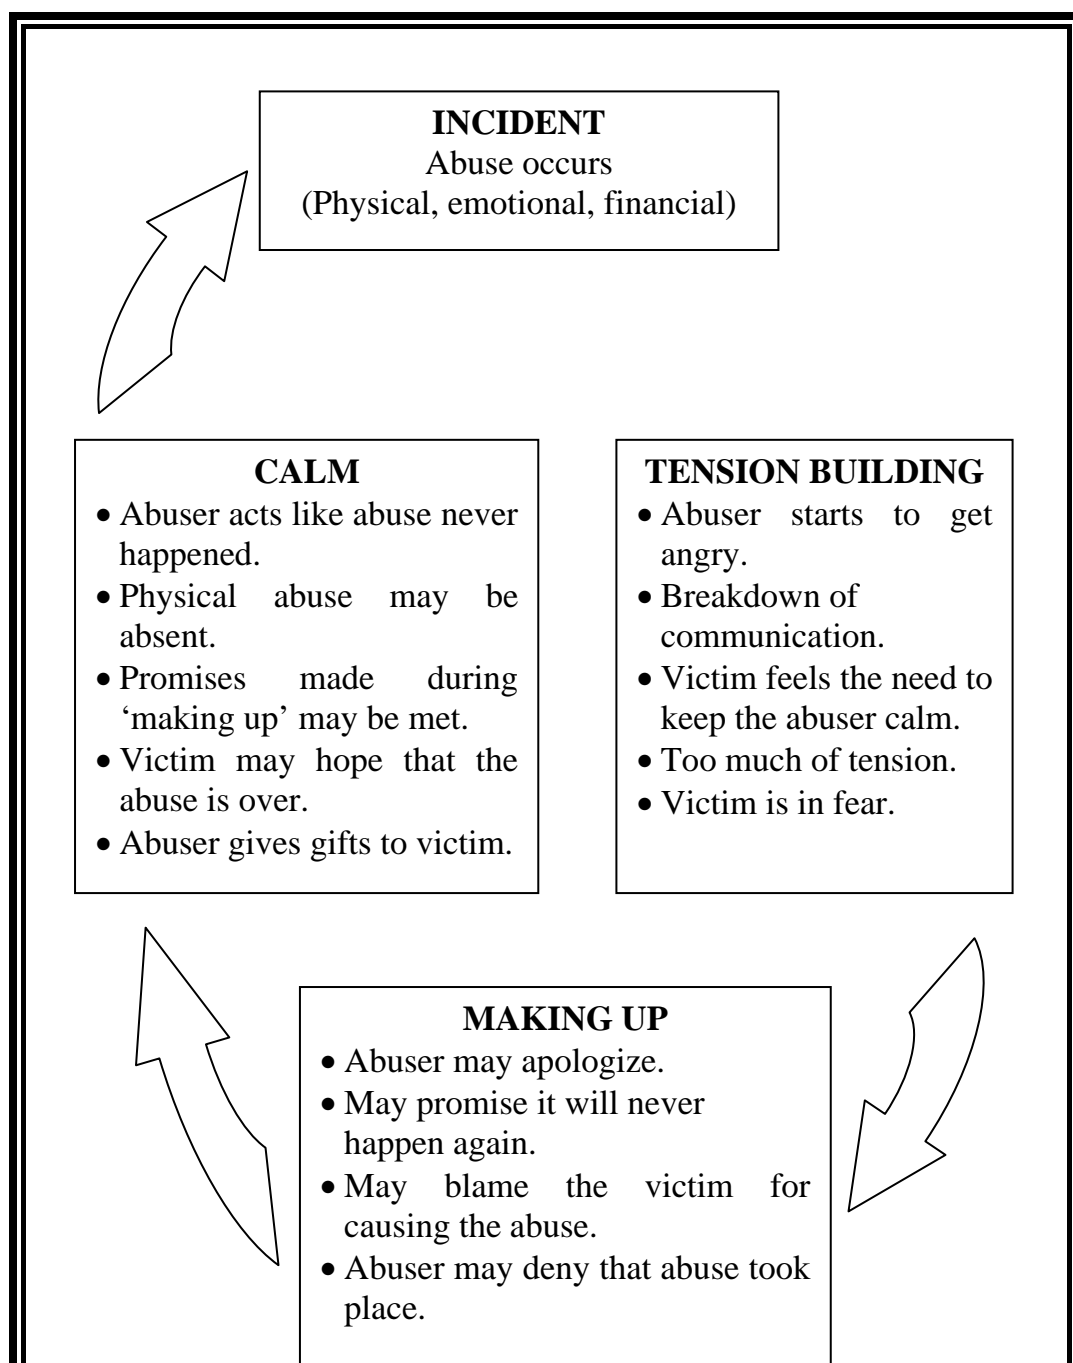 INCIDENT
Abuse occurs
(Physical, emotional, financial)
CALM
• Abuser acts like abuse never
happened.
• Physical abuse may be
absent.
• Promises made during
‘making up’ may be met.
• Victim may hope that the
abuse is over.
• Abuser gives gifts to victim.
TENSION BUILDING
• Abuser starts to get
angry.
• Breakdown of
communication.
• Victim feels the need to
keep the abuser calm.
• Too much of tension.
• Victim is in fear.
MAKING UP
• Abuser may apologize.
• May promise it will never
happen again.
• May blame the victim for
causing the abuse.
• Abuser may deny that abuse took
place.